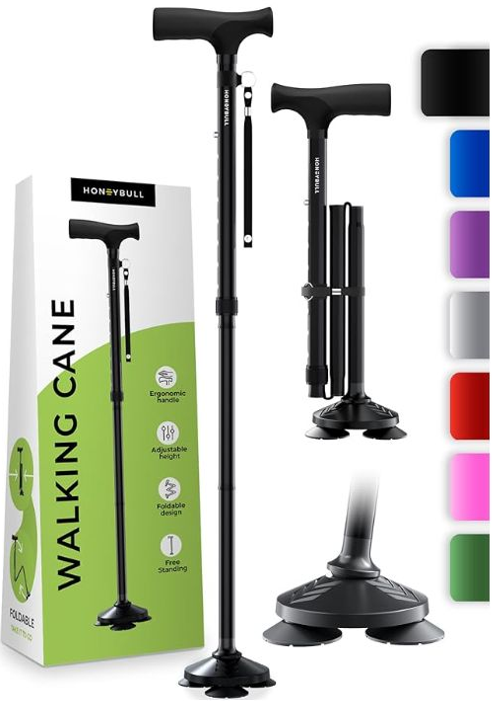 HONEYBULL
WALKING CANE
Ergonomic
handle
Adjustable
height
Foldable
design
Free
Standing
FOLDABLE
HONEYBULL
HONEYBULL